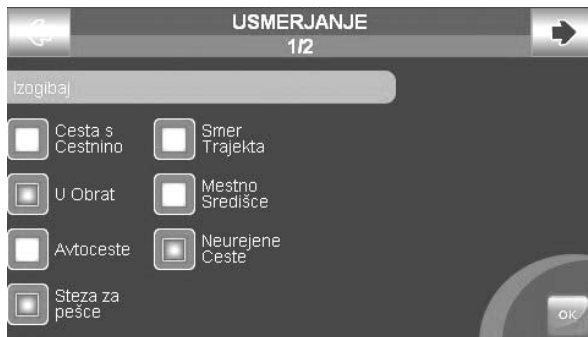 USMERJANJE
1/2
Izogibaj
Cesta s
Cestnino
Smer
Trajekta
U Obrat
Mestno
Središce
Avtoceste
Neurejene
Ceste
Steza za
pešce
OK